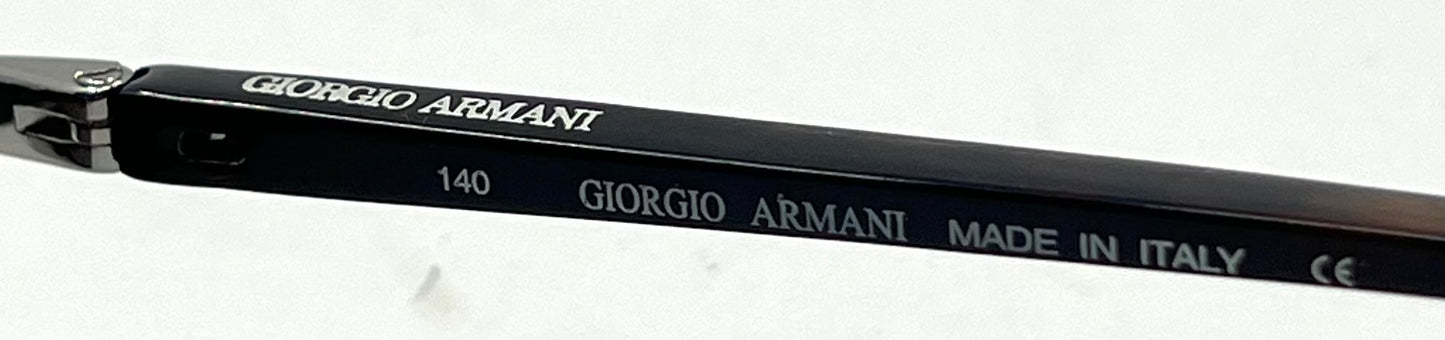 GIORGIO ARMANI
140 GIORGIO ARMANI MADE IN ITALY CE